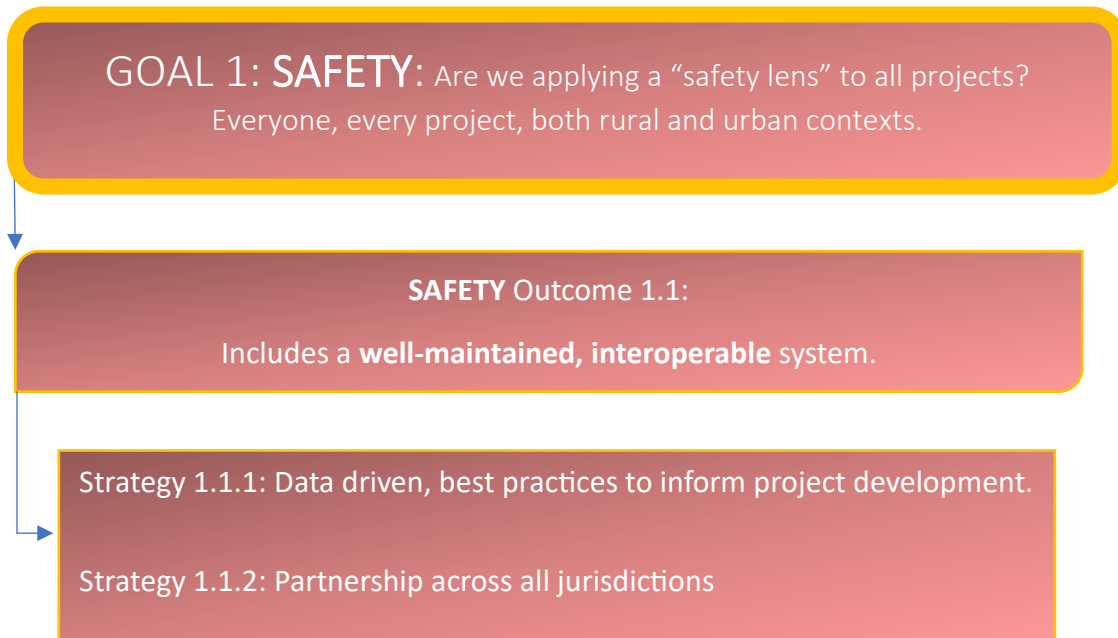 GOAL 1: SAFETY: Are we applying a “safety lens” to all projects?
Everyone, every project, both rural and urban contexts.
SAFETY Outcome 1.1:
Includes a well-maintained, interoperable system.
Strategy 1.1.1: Data driven, best practices to inform project development.
Strategy 1.1.2: Partnership across all jurisdictions